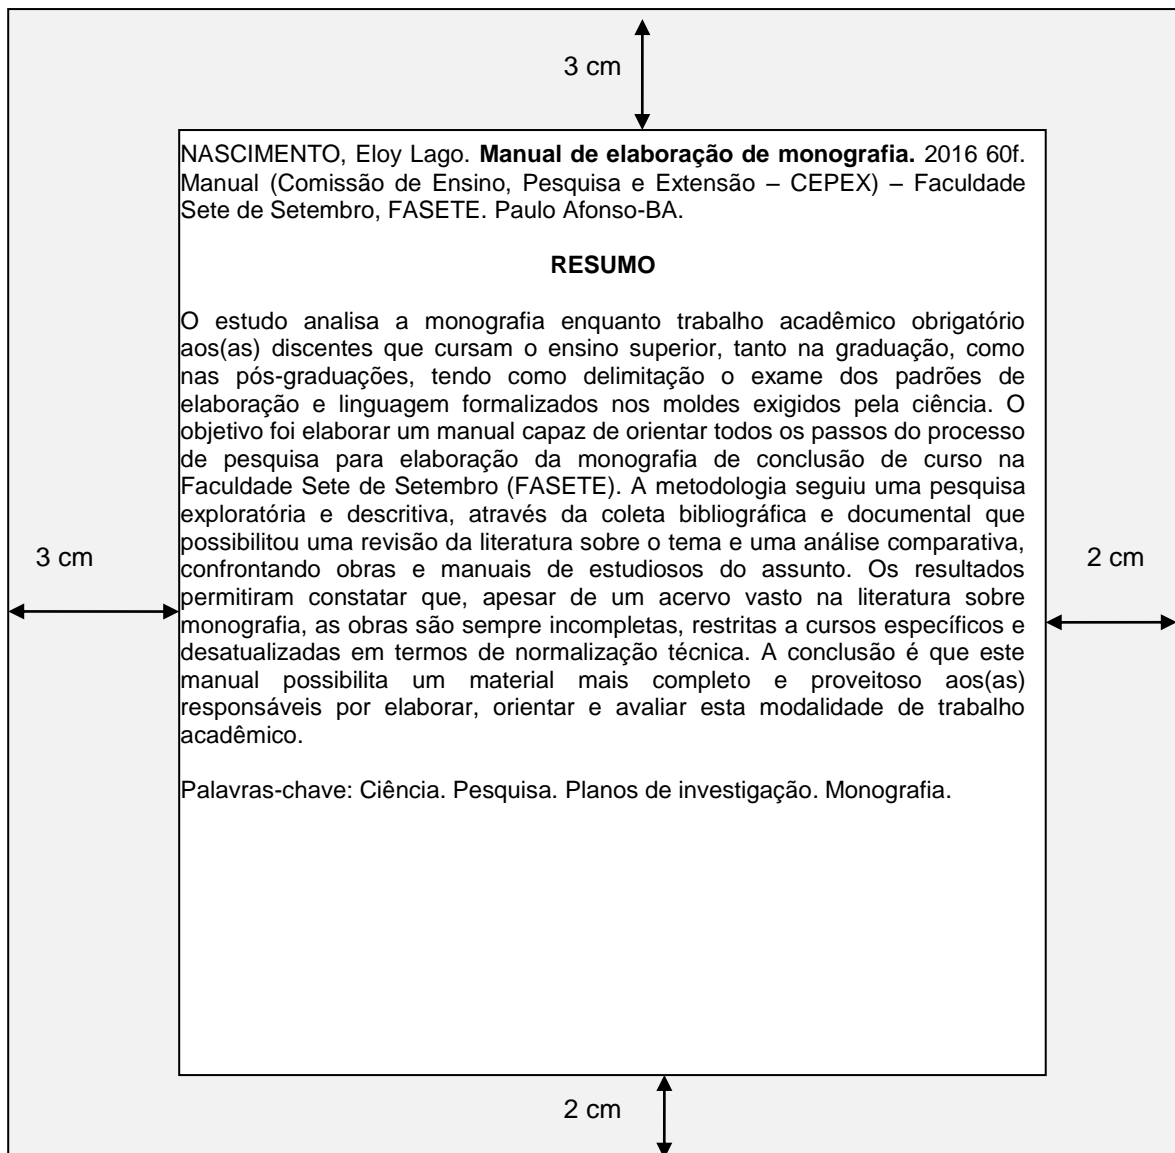 3 cm
NASCIMENTO, Eloy Lago. Manual de elaboração de monografia. 2016 60f.
Manual (Comissão de Ensino, Pesquisa e Extensão – CEPEX) – Faculdade
Sete de Setembro, FASETE. Paulo Afonso-BA.
RESUMO
O estudo analisa a monografia enquanto trabalho acadêmico obrigatório
aos(as) discentes que cursam o ensino superior, tanto na graduação, como
nas pós-graduações, tendo como delimitação o exame dos padrões de
elaboração e linguagem formalizados nos moldes exigidos pela ciência. O
objetivo foi elaborar um manual capaz de orientar todos os passos do processo
de pesquisa para elaboração da monografia de conclusão de curso na
Faculdade Sete de Setembro (FASETE). A metodologia seguiu uma pesquisa
exploratória e descritiva, através da coleta bibliográfica e documental que
possibilitou uma revisão da literatura sobre o tema e uma análise comparativa,
confrontando obras e manuais de estudiosos do assunto. Os resultados
permitiram constatar que, apesar de um acervo vasto na literatura sobre
monografia, as obras são sempre incompletas, restritas a cursos específicos e
desatualizadas em termos de normalização técnica. A conclusão é que este
manual possibilita um material mais completo e proveitoso aos(as)
responsáveis por elaborar, orientar e avaliar esta modalidade de trabalho
acadêmico.
Palavras-chave: Ciência. Pesquisa. Planos de investigação. Monografia.
3 cm
2 cm
2 cm